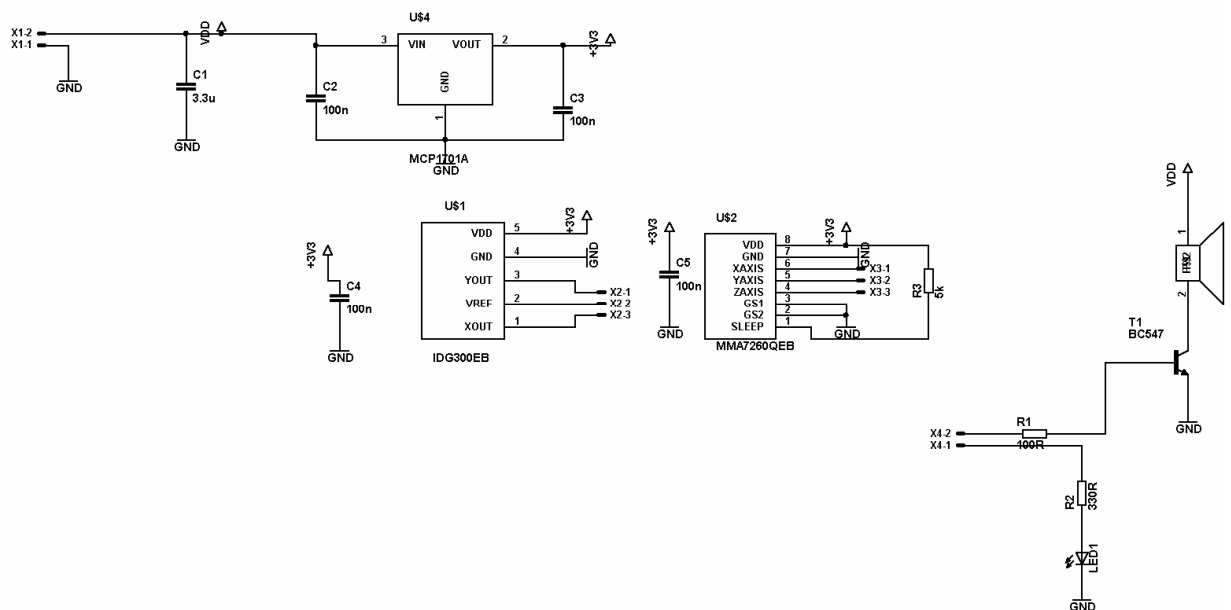 U$4
X1-2
X1-1
VDD
3 VIN VOUT 2
+3V3
GND
GND
C1
3.3u
C2
100n
1
C3
100n
GND
MCP1701A
GND
U$1
+3V3
VDD 5
GND 4
GND
YOUT 3
X2-1
VREF 2
X2-2
XOUT 1
X2-3
IDG300EB
+3V3
C4
100n
GND
U$2
+3V3
C5
100n
GND
+3V3
VDD 8
GND 7
GND
XAXIS 6
X3-1
YAXIS 5
X3-2
ZAXIS 4
X3-3
GS1 3
GS2 2
SLEEP 1
GND
MMA7260QEB
R3
5k
VDD
1
2
T1
BC547
GND
X4-2
X4-1
R1
100R
R2
330R
LED1
GND